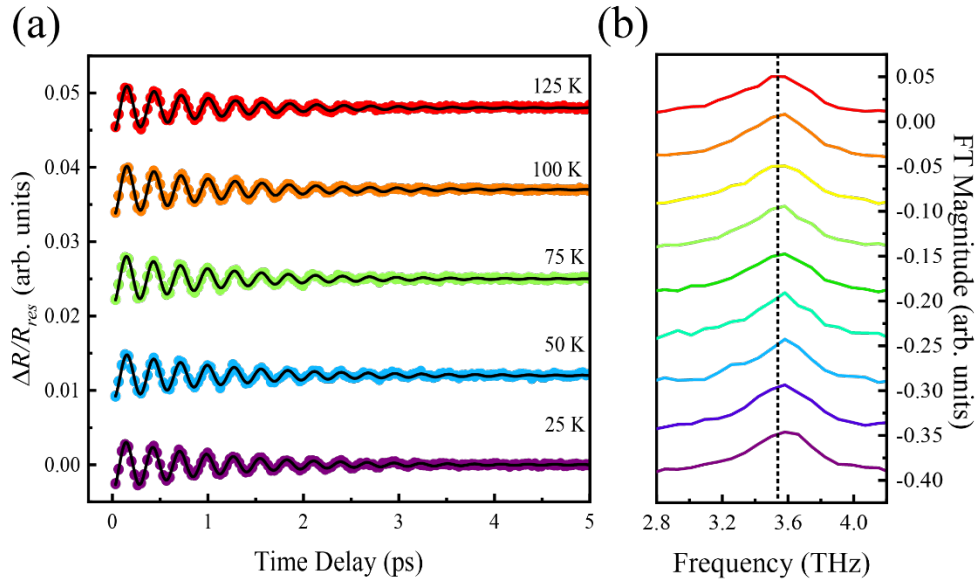 (a)
(b)
ΔR/R_res (arb. units)
0.05
0.04
0.03
0.02
0.01
0.00
125 K
100 K
75 K
50 K
25 K
0
1
2
3
4
5
Time Delay (ps)
0.05
0.00
-0.05
-0.10
-0.15
-0.20
-0.25
-0.30
-0.35
-0.40
FT Magnitude (arb. units)
2.8
3.2
3.6
4.0
Frequency (THz)